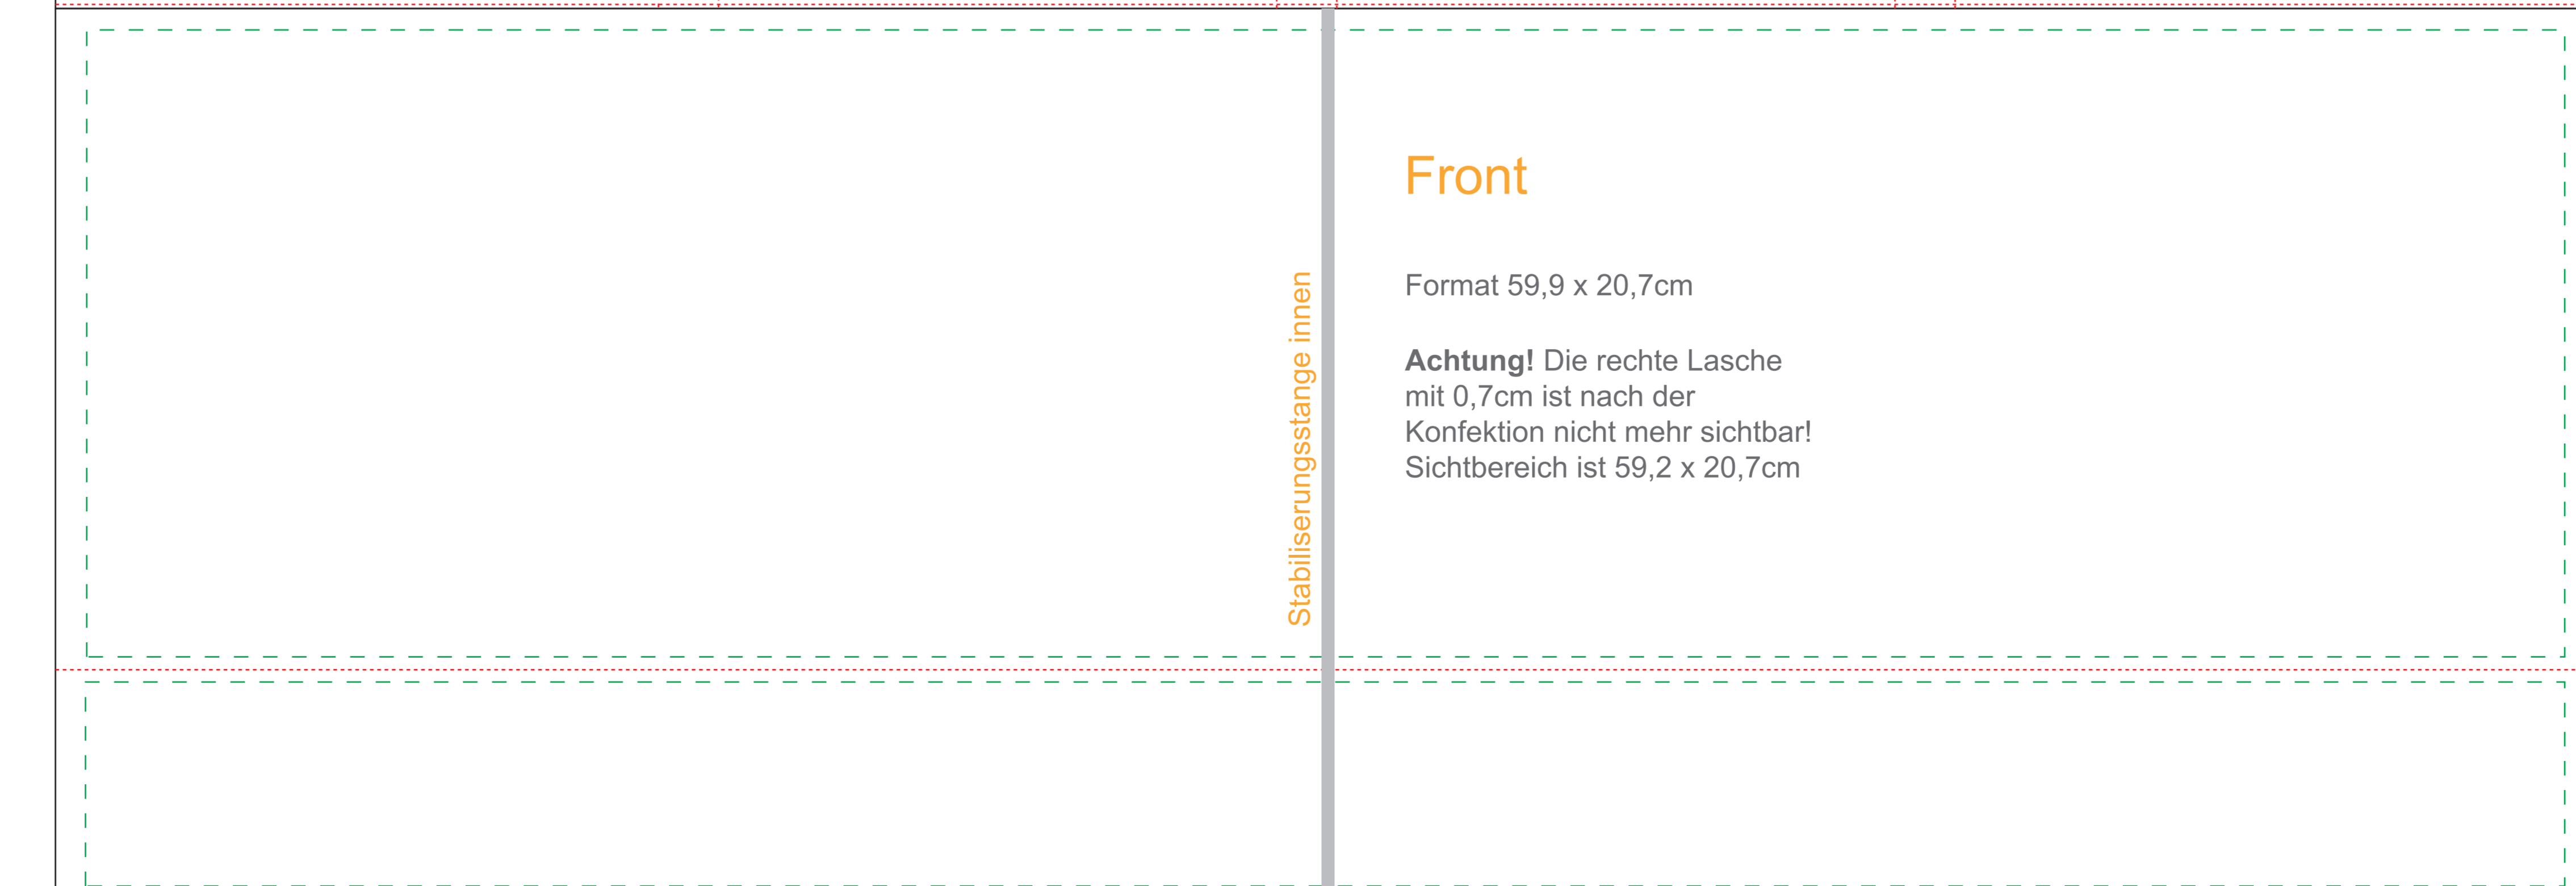 Front
Format 59,9 x 20,7cm
Achtung! Die rechte Lasche
mit 0,7cm ist nach der
Konfektion nicht mehr sichtbar!
Sichtbereich ist 59,2 x 20,7cm
Stabiliserungsstange innen